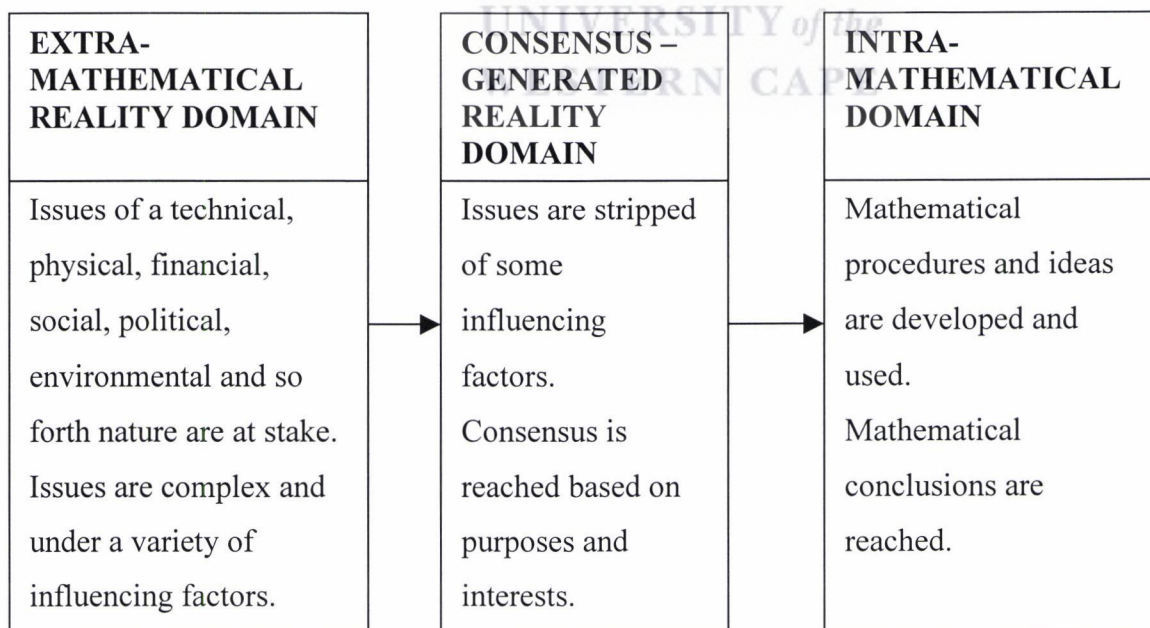 UNIVERSITY of the
WESTERN CAPE
EXTRA-
MATHEMATICAL
REALITY DOMAIN
Issues of a technical,
physical, financial,
social, political,
environmental and so
forth nature are at stake.
Issues are complex and
under a variety of
influencing factors.
CONSENSUS –
GENERATED
REALITY
DOMAIN
Issues are stripped
of some
influencing
factors.
Consensus is
reached based on
purposes and
interests.
INTRA-
MATHEMATICAL
DOMAIN
Mathematical
procedures and ideas
are developed and
used.
Mathematical
conclusions are
reached.